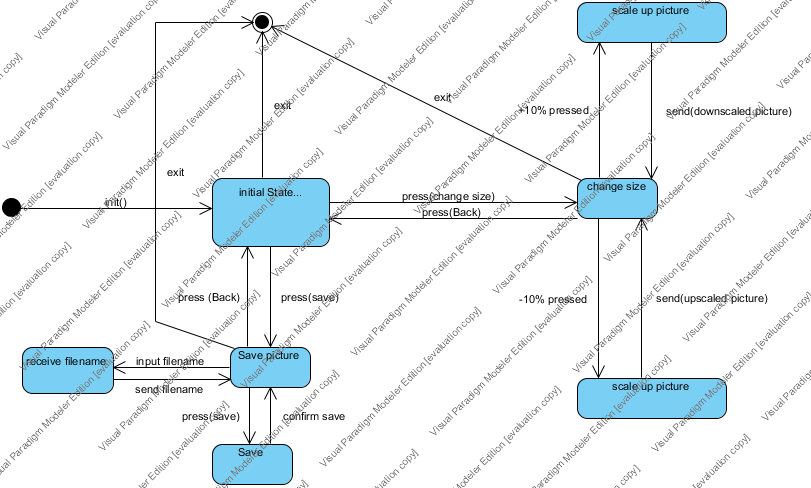 scale up picture
exit
exit
+10% pressed
send(downscaled picture)
exit
initial State...
change size
press(change size)
init()
press(Back)
press (Back)
press(save)
-10% pressed
send(upscaled picture)
receive filename
input filename
Save picture
send filename
scale up picture
press(save)
confirm save
Save
Visual Paradigm Modeler Edition [evaluation copy]